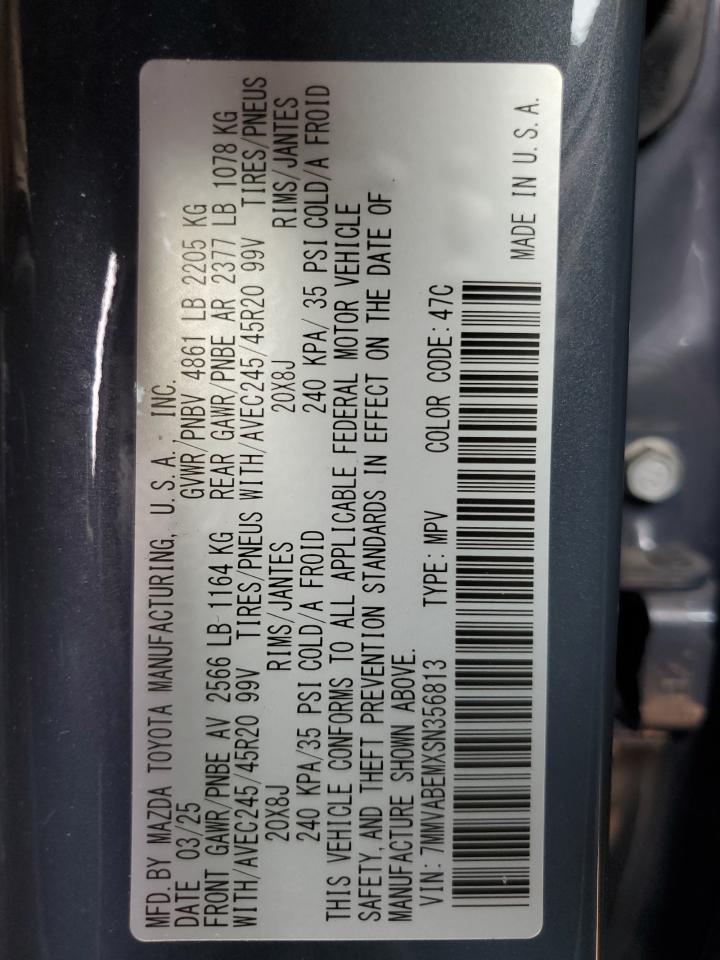 MFD. BY MAZDA TOYOTA MANUFACTURING, U.S.A., INC.
DATE 03/25 GVWR/PNBV 4861 LB 2205 KG
FRONT GAWR/PNBE AV 2566 LB 1164 KG REAR GAWR/PNBE AR 2377 LB 1078 KG
WITH/AVEC245/45R20 99V TIRES/PNEUS WITH/AVEC245/45R20 99V TIRES/PNEUS
20X8J RIMS/JANTES 20X8J RIMS/JANTES
240 KPA/35 PSI COLD/A FROID 240 KPA/ 35 PSI COLD/A FROID
THIS VEHICLE CONFORMS TO ALL APPLICABLE FEDERAL MOTOR VEHICLE
SAFETY,AND THEFT PREVENTION STANDARDS IN EFFECT ON THE DATE OF
MANUFACTURE SHOWN ABOVE.
VIN: 7MMVABEMXSN356813 TYPE: MPV COLOR CODE: 47C
MADE IN U.S.A.